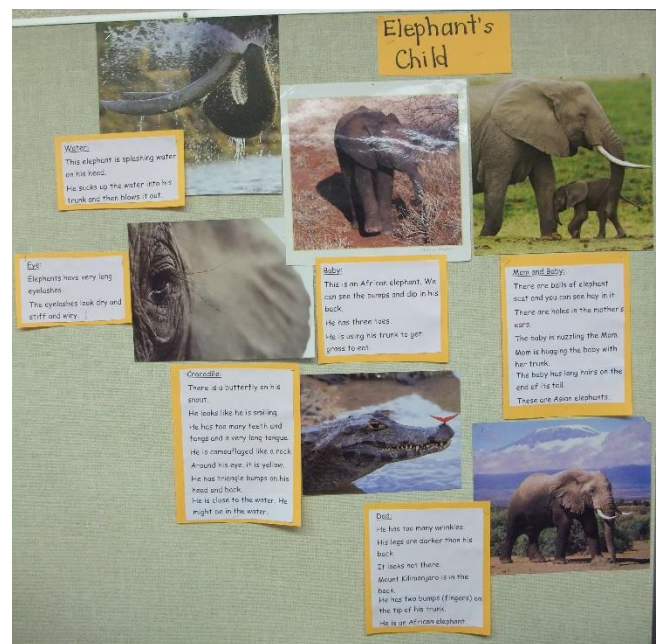 Elephant's
Child
Water:
This elephant is splashing water
on his head.
He sucks up the water into his
trunk and then blows it out.
Eye:
Elephants have very long
eyelashes.
The eyelashes look dry and
stiff and wiry.
Baby:
This is an African elephant. We
can see the bumps and dip in his
back.
He has three toes.
He is using his trunk to get
grass to eat.
Mom and Baby:
There are balls of elephant
scat and you can see hay in it.
There are holes in the mother's
ears.
The baby is nuzzling the Mom.
Mom is hugging the baby with
her trunk.
The baby has long hairs on the
end of his tail.
These are Asian elephants.
Crocodile:
There is a butterfly on his
snout.
He looks like he is smiling.
He has too many teeth and
fangs and a very long tongue.
He is camouflaged like a rock.
Around his eye, it is yellow.
He has triangle bumps on his
head and back.
He is close to the water. He
might be in the water.
Dad:
He has too many wrinkles.
His legs are darker than his
back.
It looks hot there.
Mount Kilimanjaro is in the
back.
He has two bumps (fingers) on
the tip of his trunk.
He is an African elephant.